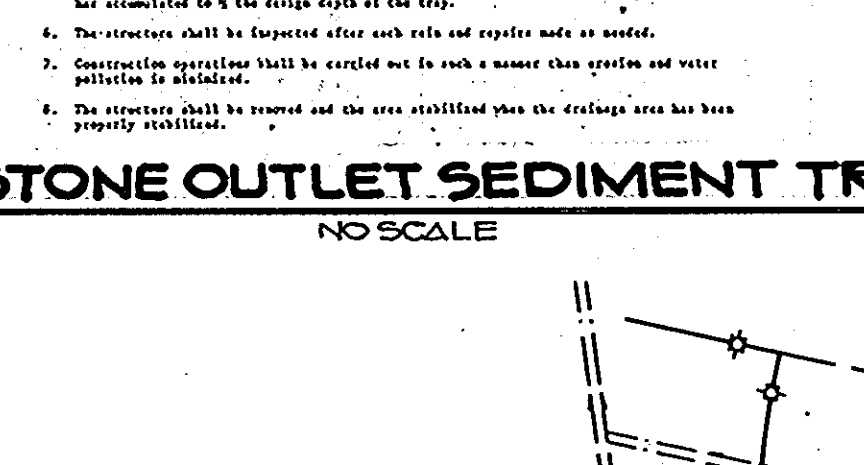 has accumulated to ½ the design depth of the trap.
6. The structure shall be inspected after each rain and repairs made as needed.
7. Construction operations shall be carried out in such a manner than erosion and water
pollution is minimized.
8. The structure shall be removed and the area stabilized when the drainage area has been
properly stabilized.
STONE OUTLET SEDIMENT TR
NO SCALE